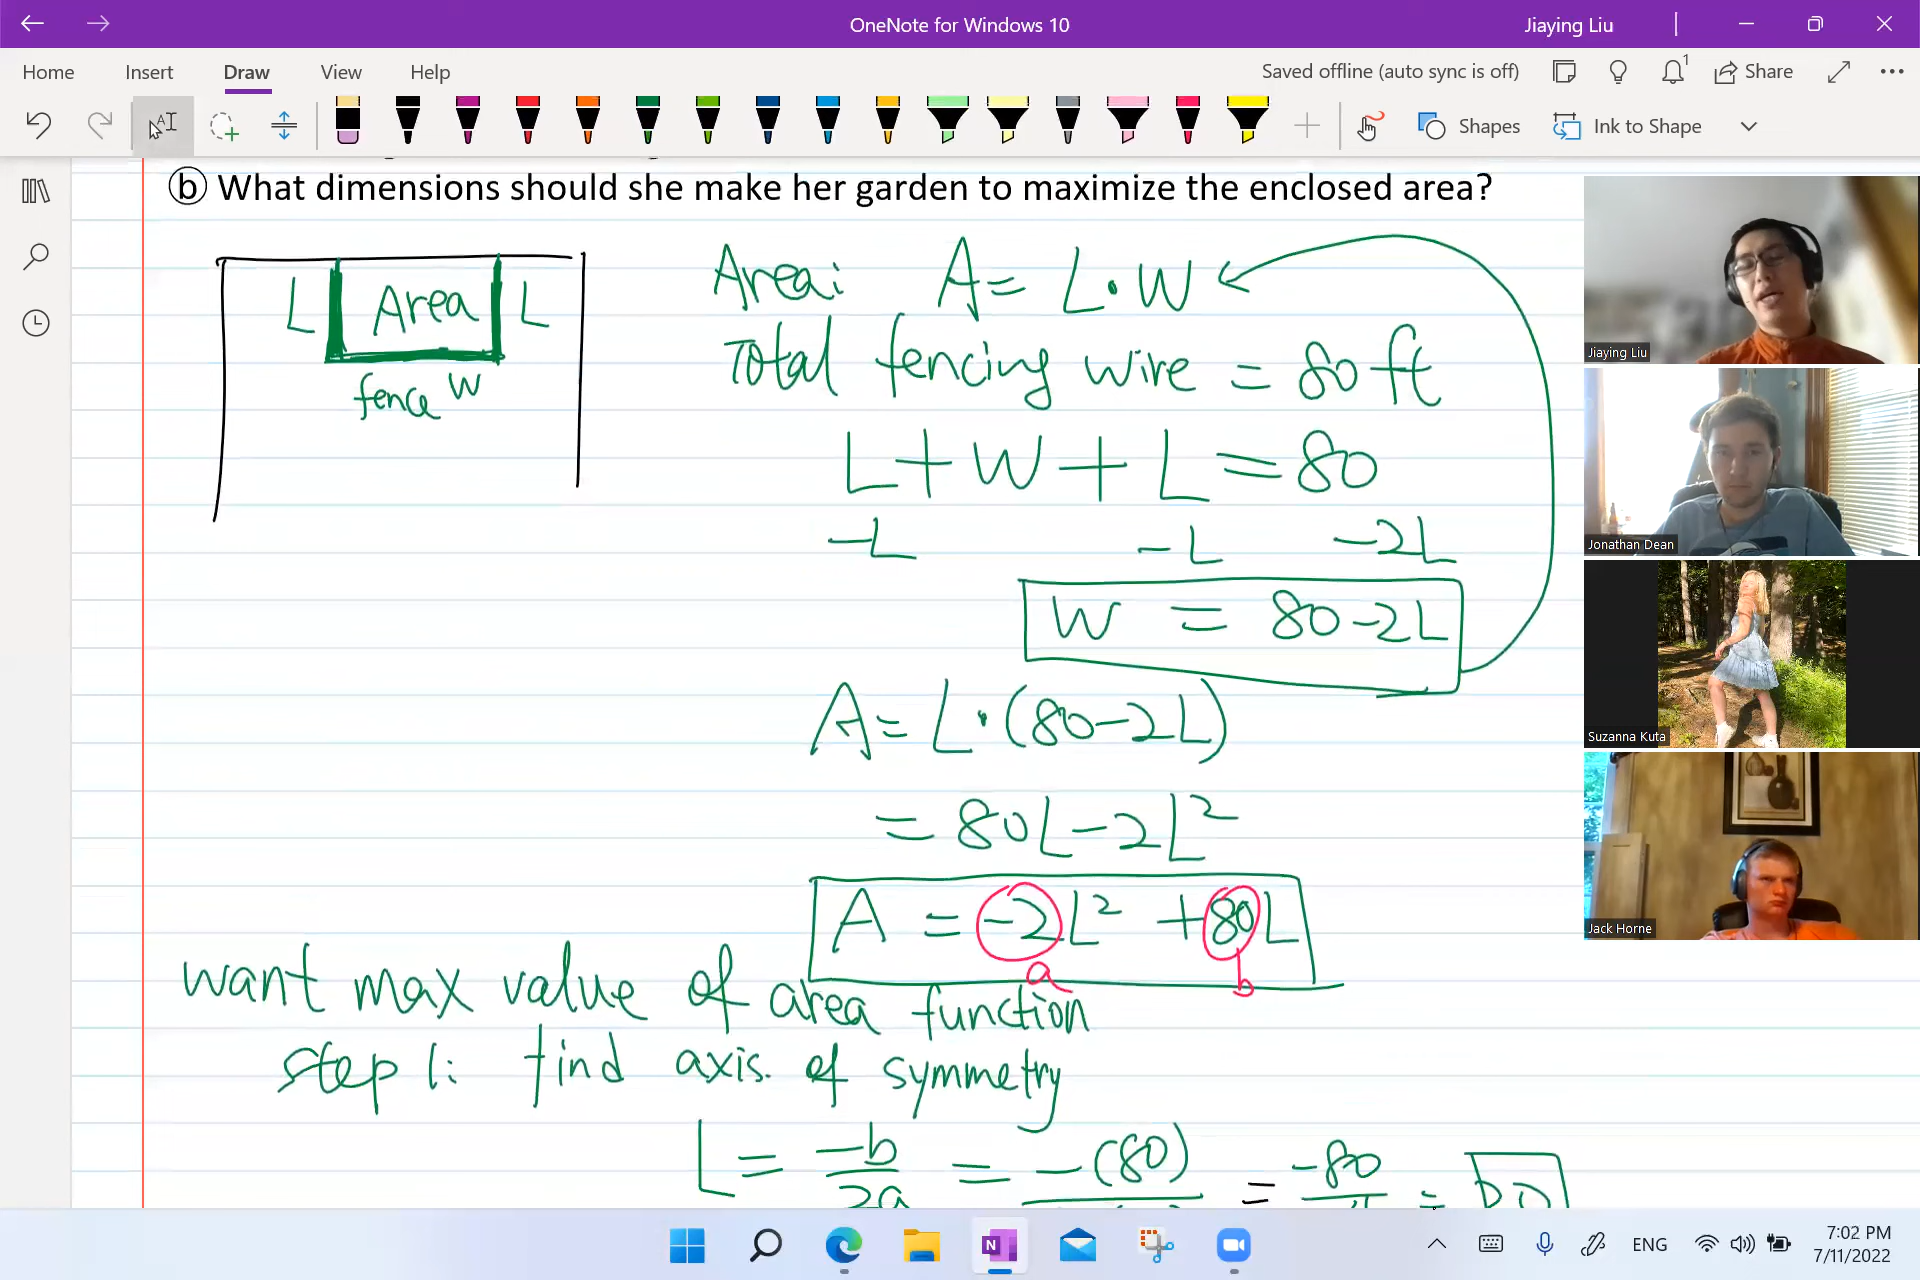 OneNote for Windows 10
Jiaying Liu
Home Insert Draw View Help
Saved offline (auto sync is off)
1
Share
Shapes
Ink to Shape
ⓑ What dimensions should she make her garden to maximize the enclosed area?
L Area L
fence W
Area: A = L·W
Total fencing wire = 80ft
L + W + L = 80
-L -L -2L
W = 80-2L
A = L·(80-2L)
= 80L-2L²
A = -2L² +80L
a b
want max value of area function
step 1: find axis of symmetry
L = -b/2a = -(80) = -80 =
Jiaying Liu
Jonathan Dean
Suzanna Kuta
Jack Horne
ENG
7:02 PM
7/11/2022